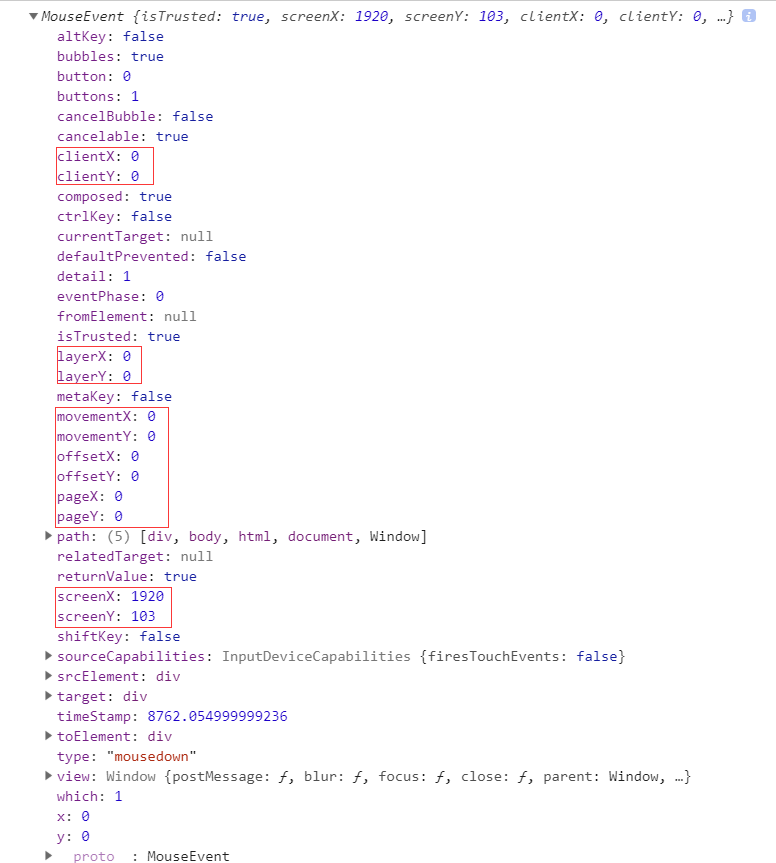 MouseEvent {isTrusted: true, screenX: 1920, screenY: 103, clientX: 0, clientY: 0, …} i
altKey: false
bubbles: true
button: 0
buttons: 1
cancelBubble: false
cancelable: true
clientX: 0
clientY: 0
composed: true
ctrlKey: false
currentTarget: null
defaultPrevented: false
detail: 1
eventPhase: 0
fromElement: null
isTrusted: true
layerX: 0
layerY: 0
metaKey: false
movementX: 0
movementY: 0
offsetX: 0
offsetY: 0
pageX: 0
pageY: 0
path: (5) [div, body, html, document, Window]
relatedTarget: null
returnValue: true
screenX: 1920
screenY: 103
shiftKey: false
sourceCapabilities: InputDeviceCapabilities {firesTouchEvents: false}
srcElement: div
target: div
timeStamp: 8762.054999999236
toElement: div
type: "mousedown"
view: Window {postMessage: ƒ, blur: ƒ, focus: ƒ, close: ƒ, parent: Window, …}
which: 1
x: 0
y: 0
proto : MouseEvent